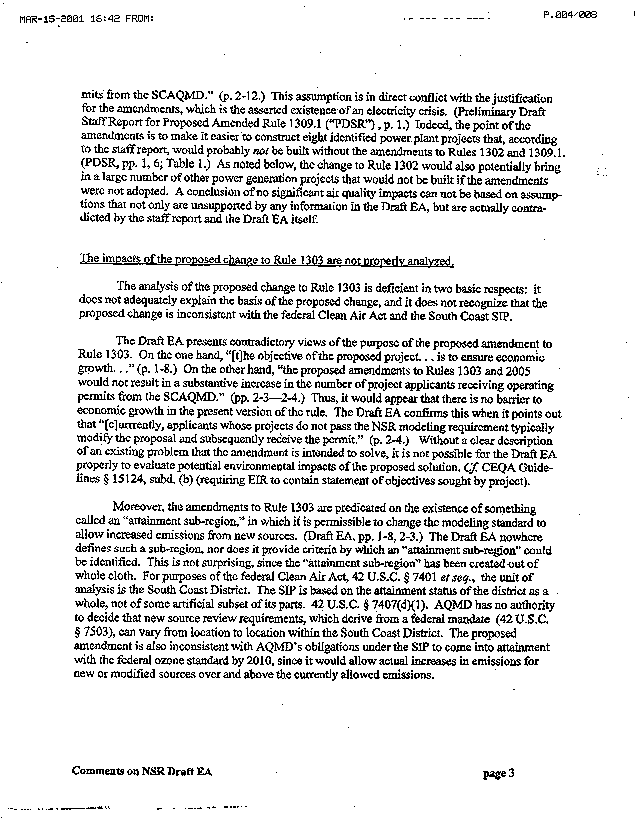 MAR-15-2001 16:42 FROM:
P.004/008
mits from the SCAQMD." (p. 2-12.) This assumption is in direct conflict with the justification
for the amendments, which is the asserted existence of an electricity crisis. (Preliminary Draft
Staff Report for Proposed Amended Rule 1309.1 ("PDSR") , p. 1.) Indeed, the point of the
amendments is to make it easier to construct eight identified power plant projects that, according
to the staff report, would probably not be built without the amendments to Rules 1302 and 1309.1.
(PDSR, pp. 1, 6; Table 1.) As noted below, the change to Rule 1302 would also potentially bring
in a large number of other power generation projects that would not be built if the amendments
were not adopted. A conclusion of no significant air quality impacts can not be based on assump-
tions that not only are unsupported by any information in the Draft EA, but are actually contra-
dicted by the staff report and the Draft EA itself.
The impacts of the proposed change to Rule 1303 are not properly analyzed.
The analysis of the proposed change to Rule 1303 is deficient in two basic respects: it
does not adequately explain the basis of the proposed change, and it does not recognize that the
proposed change is inconsistent with the federal Clean Air Act and the South Coast SIP.
The Draft EA presents contradictory views of the purpose of the proposed amendment to
Rule 1303. On the one hand, "[t]he objective of the proposed project. . . is to ensure economic
growth. . ." (p. 1-8.) On the other hand, "the proposed amendments to Rules 1303 and 2005
would not result in a substantive increase in the number of project applicants receiving operating
permits from the SCAQMD." (pp. 2-3—2-4.) Thus, it would appear that there is no barrier to
economic growth in the present version of the rule. The Draft EA confirms this when it points out
that "[c]urrently, applicants whose projects do not pass the NSR modeling requirement typically
modify the proposal and subsequently receive the permit." (p. 2-4.) Without a clear description
of an existing problem that the amendment is intended to solve, it is not possible for the Draft EA
properly to evaluate potential environmental impacts of the proposed solution. Cf. CEQA Guide-
lines § 15124, subd. (b) (requiring EIR to contain statement of objectives sought by project).
Moreover, the amendments to Rule 1303 are predicated on the existence of something
called an "attainment sub-region," in which it is permissible to change the modeling standard to
allow increased emissions from new sources. (Draft EA, pp. 1-8, 2-3.) The Draft EA nowhere
defines such a sub-region, nor does it provide criteria by which an "attainment sub-region" could
be identified. This is not surprising, since the "attainment sub-region" has been created out of
whole cloth. For purposes of the federal Clean Air Act, 42 U.S.C. § 7401 et seq., the unit of
analysis is the South Coast District. The SIP is based on the attainment status of the district as a
whole, not of some artificial subset of its parts. 42 U.S.C. § 7407(d)(1). AQMD has no authority
to decide that new source review requirements, which derive from a federal mandate (42 U.S.C.
§ 7503), can vary from location to location within the South Coast District. The proposed
amendment is also inconsistent with AQMD's obligations under the SIP to come into attainment
with the federal ozone standard by 2010, since it would allow actual increases in emissions for
new or modified sources over and above the currently allowed emissions.
Comments on NSR Draft EA
page 3